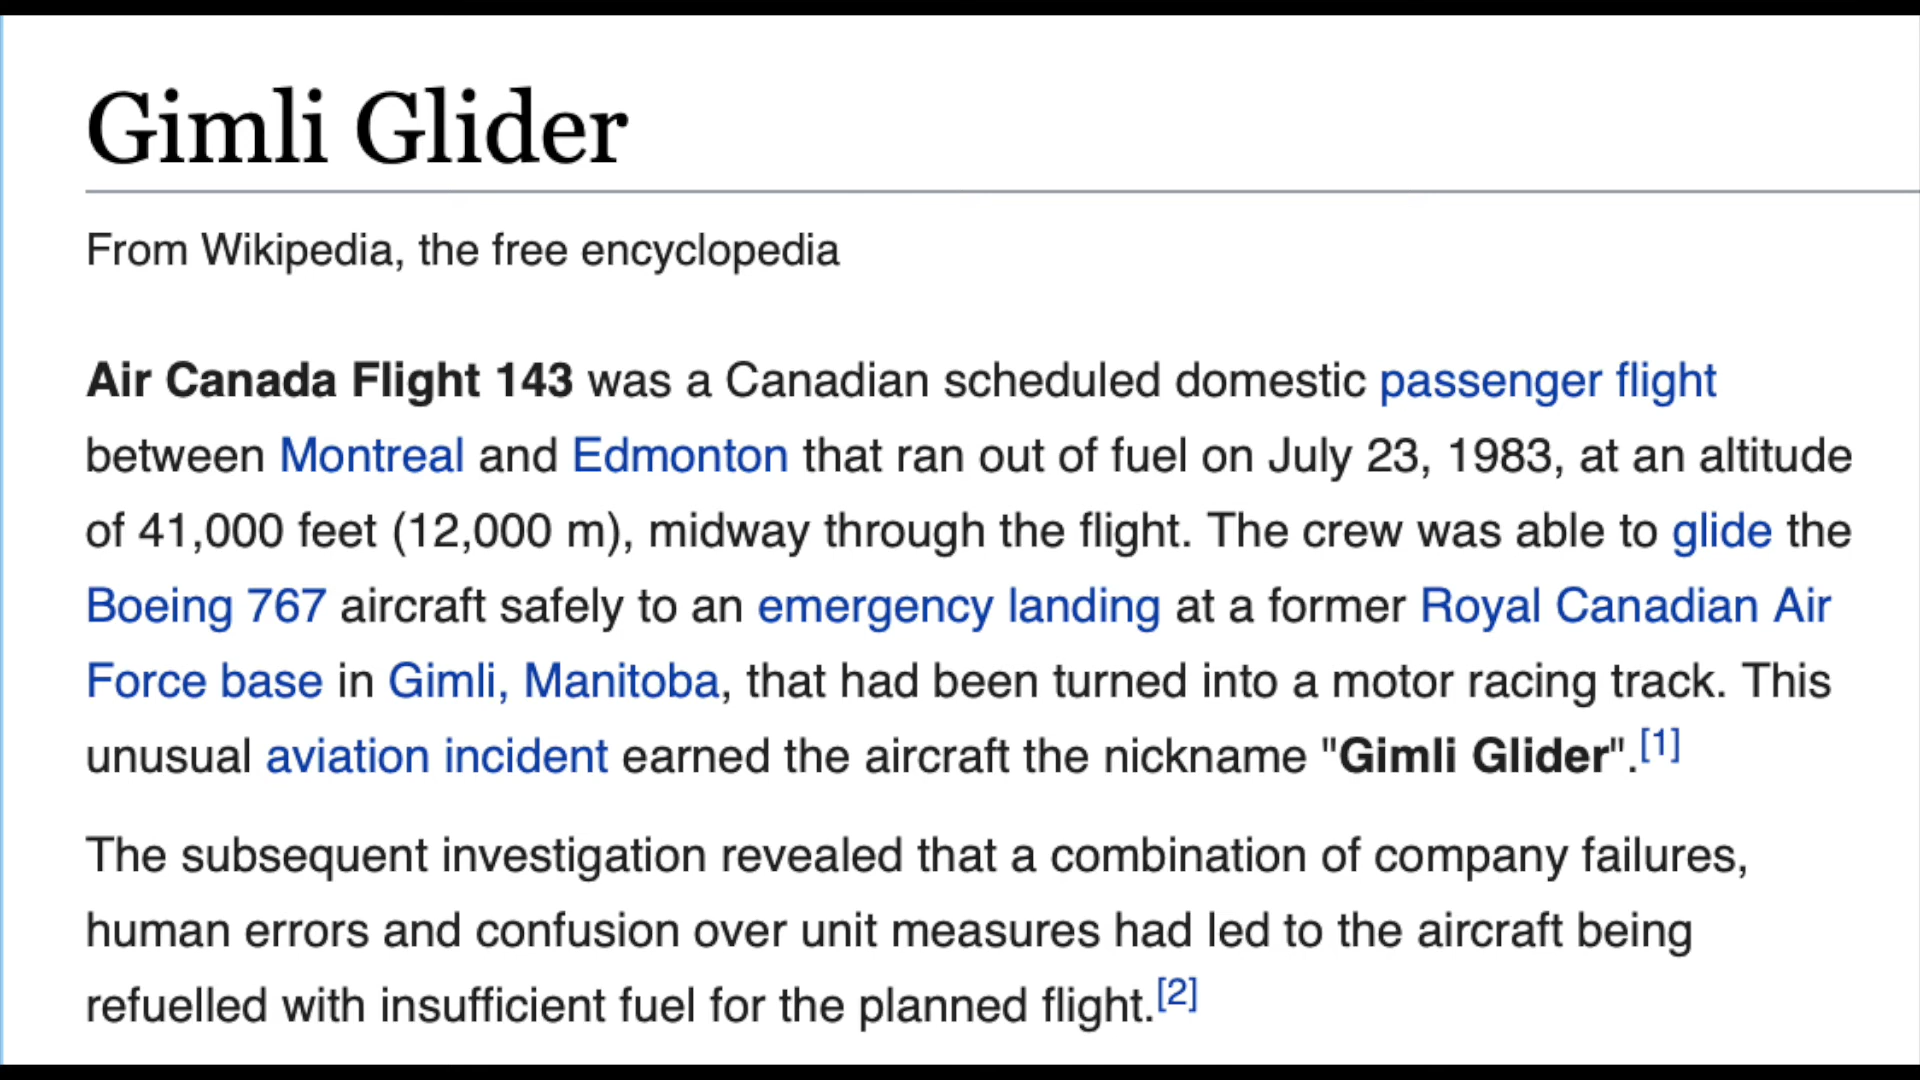 Gimli Glider
From Wikipedia, the free encyclopedia
Air Canada Flight 143 was a Canadian scheduled domestic passenger flight
between Montreal and Edmonton that ran out of fuel on July 23, 1983, at an altitude
of 41,000 feet (12,000 m), midway through the flight. The crew was able to glide the
Boeing 767 aircraft safely to an emergency landing at a former Royal Canadian Air
Force base in Gimli, Manitoba, that had been turned into a motor racing track. This
unusual aviation incident earned the aircraft the nickname "Gimli Glider".[1]
The subsequent investigation revealed that a combination of company failures,
human errors and confusion over unit measures had led to the aircraft being
refuelled with insufficient fuel for the planned flight.[2]